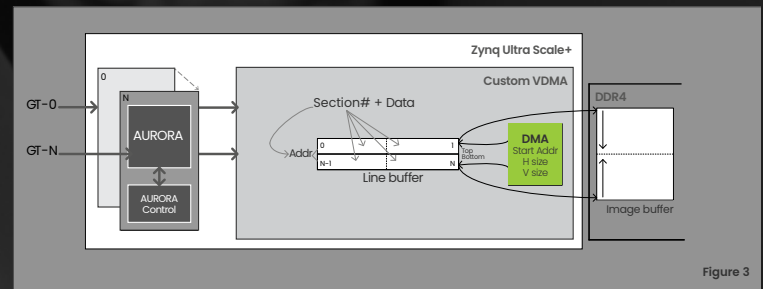 Zynq Ultra Scale+
Custom VDMA
DDR4
0
N
GT-0
GT-N
AURORA
AURORA
Control
Section# + Data
Addr
0
1
N-1
N
Top
Bottom
Line buffer
DMA
Start Addr
H size
V size
Image buffer
Figure 3